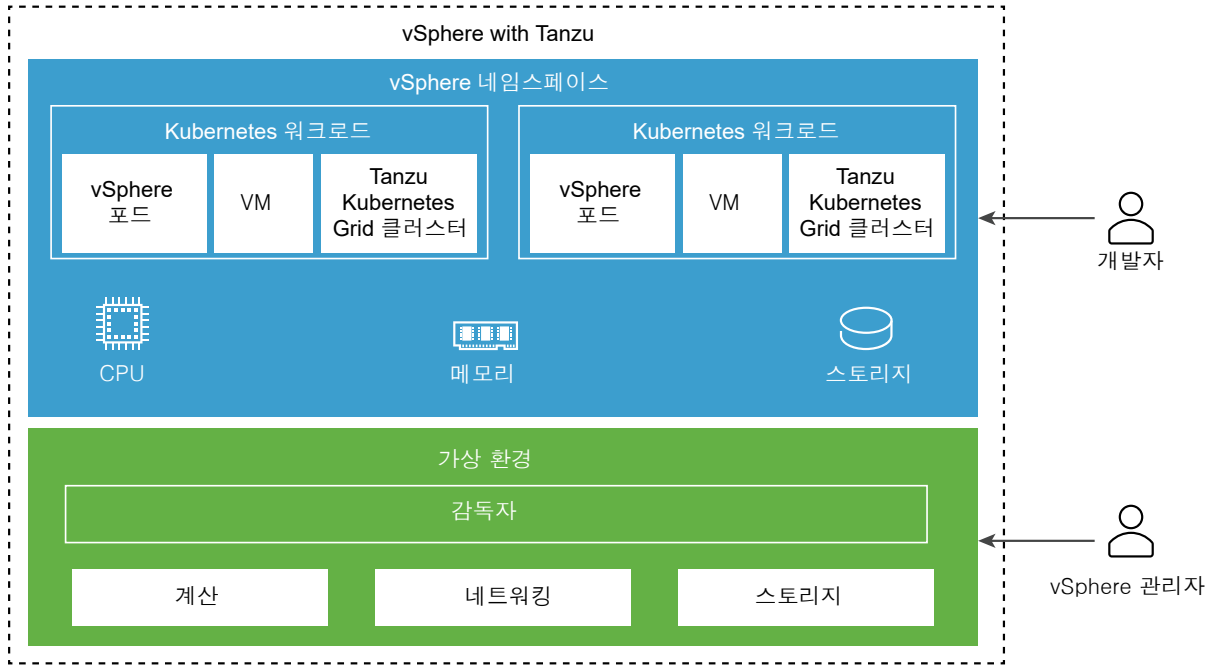 vSphere with Tanzu
vSphere 네임스페이스
Kubernetes 워크로드
vSphere
포드
VM
Tanzu
Kubernetes
Grid 클러스터
Kubernetes 워크로드
vSphere
포드
VM
Tanzu
Kubernetes
Grid 클러스터
개발자
CPU
메모리
스토리지
가상 환경
감독자
계산
네트워킹
스토리지
vSphere 관리자